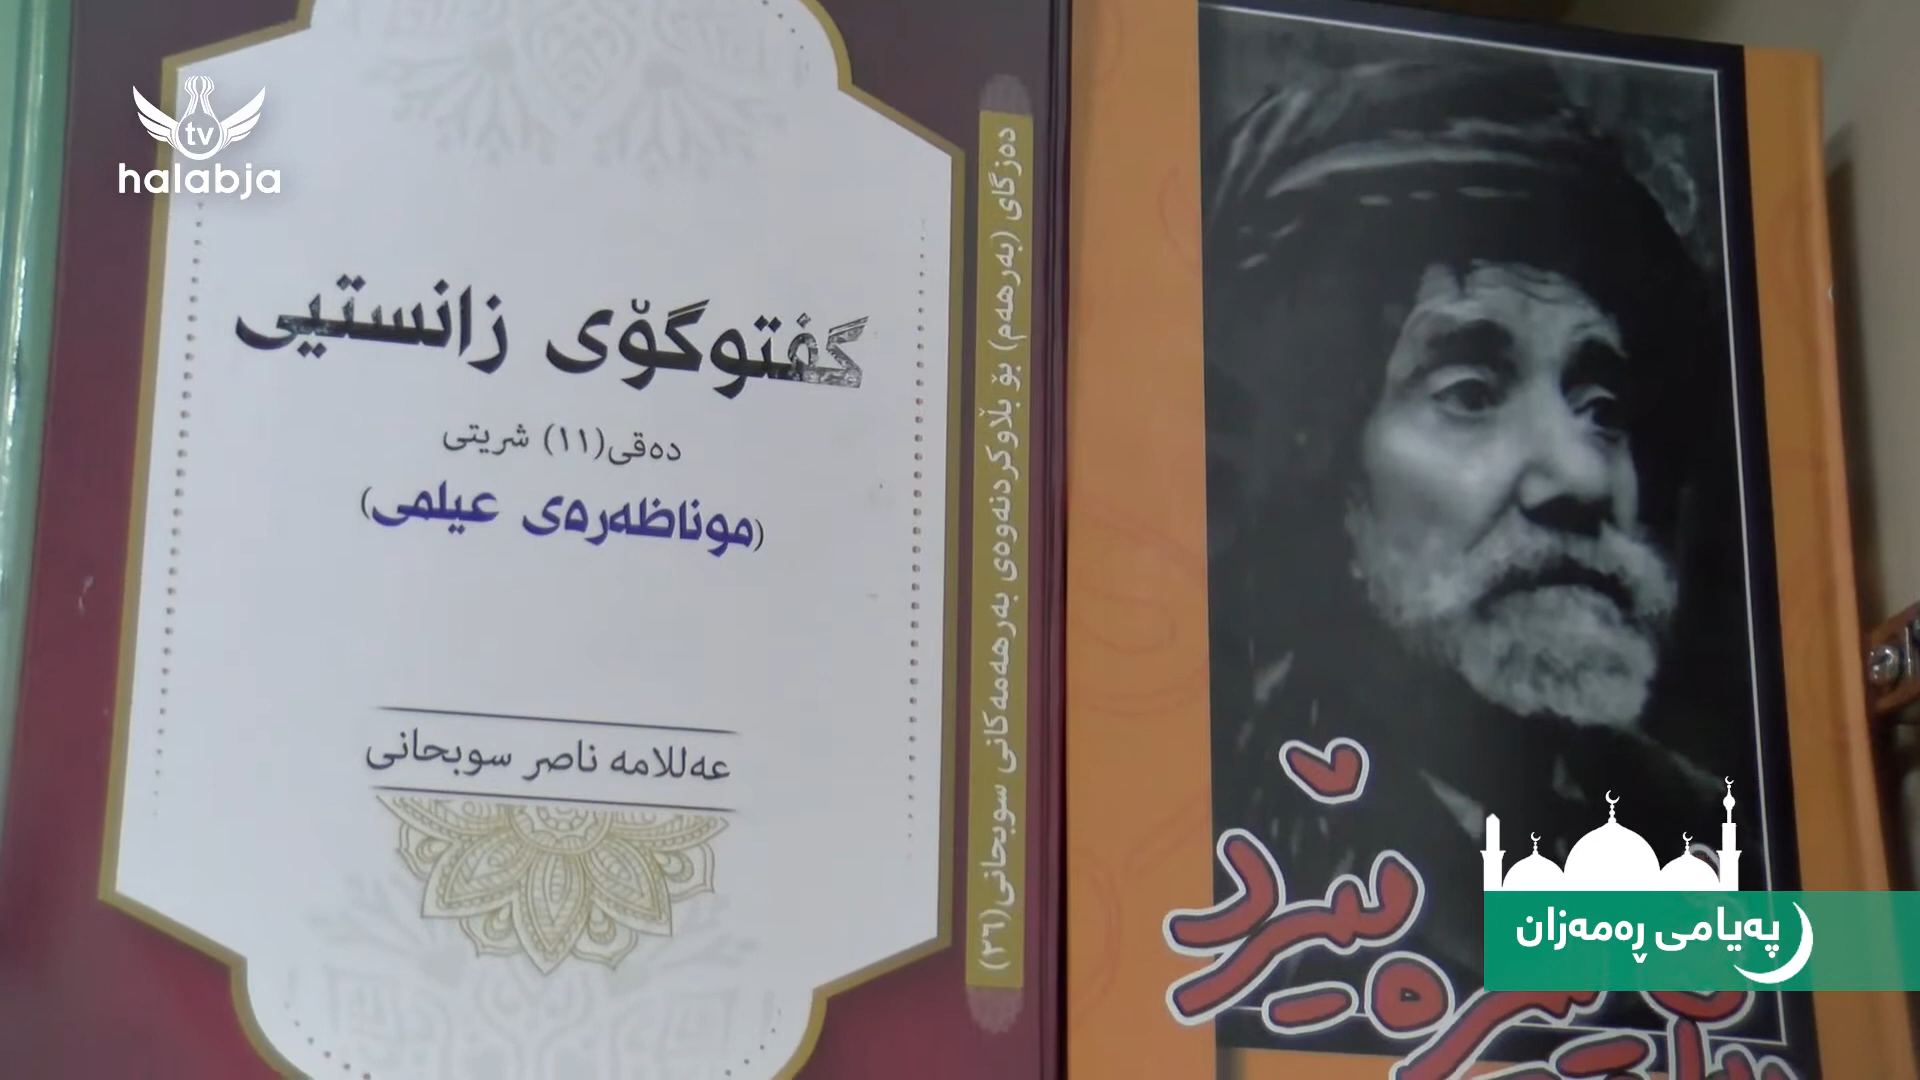 tv
halabja
گفتوگۆی زانستیی
دەقی(١١) شریتی
(موناظەرەی عیلمی)
عەللامە ناصر سوبحانی
دەزگای (بەرهەم) بۆ بڵاوکردنەوەی بەرهەمەکانی سوبحانی(٢٦)
پەیامی ڕەمەزان